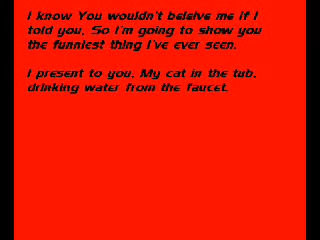 I know You wouldn't beleive me if I
told you. So I'm going to show you
the funniest thing I've ever seen.
I present to you. My cat in the tub.
drinking water from the faucet.